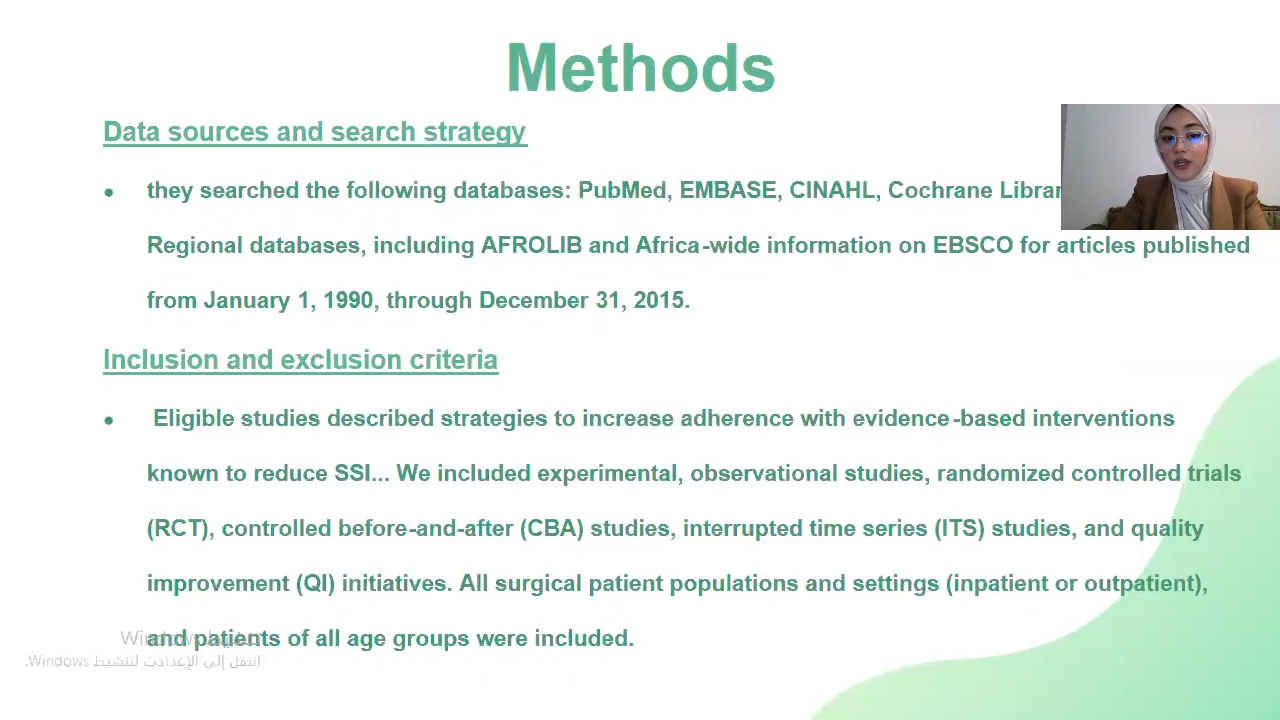 Methods
Data sources and search strategy
● they searched the following databases: PubMed, EMBASE, CINAHL, Cochrane
Regional databases, including AFROLIB and Africa-wide information on EBSCO for articles published
from January 1, 1990, through December 31, 2015.
Inclusion and exclusion criteria
● Eligible studies described strategies to increase adherence with evidence-based interventions
known to reduce SSI... We included experimental, observational studies, randomized controlled trials
(RCT), controlled before-and-after (CBA) studies, interrupted time series (ITS) studies, and quality
improvement (QI) initiatives. All surgical patient populations and settings (inpatient or outpatient),
and patients of all age groups were included.
تنشيط Windows
انتقل إلى الإعدادت لتنشيط Windows.